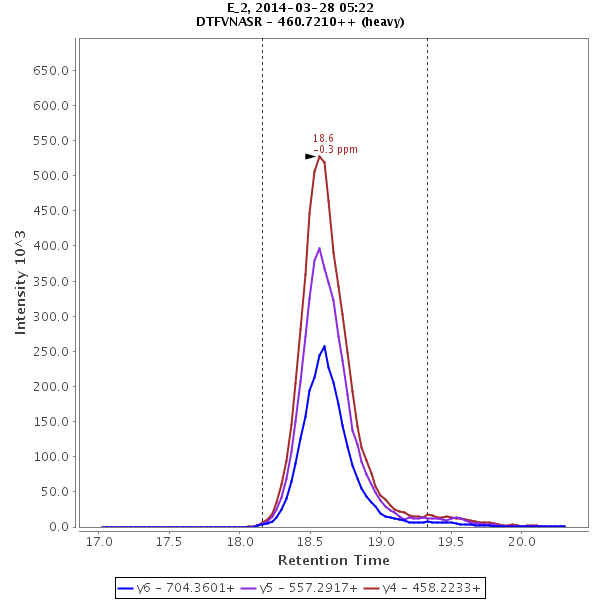 E_2, 2014-03-28 05:22
DTFVNASR - 460.7210++ (heavy)
650.0
600.0
550.0
500.0
450.0
400.0
350.0
300.0
250.0
200.0
150.0
100.0
50.0
0.0
Intensity 10^3
18.6
-0.3 ppm
17.0 17.5 18.0 18.5 19.0 19.5 20.0
Retention Time
y6 - 704.3601+ y5 - 557.2917+ y4 - 458.2233+